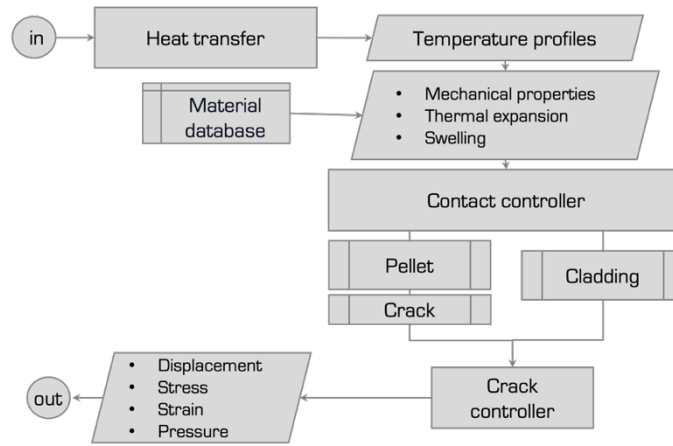 in
Heat transfer
Temperature profiles
Material
database
• Mechanical properties
• Thermal expansion
• Swelling
Contact controller
Pellet
Cladding
Crack
Crack
controller
• Displacement
• Stress
• Strain
• Pressure
out